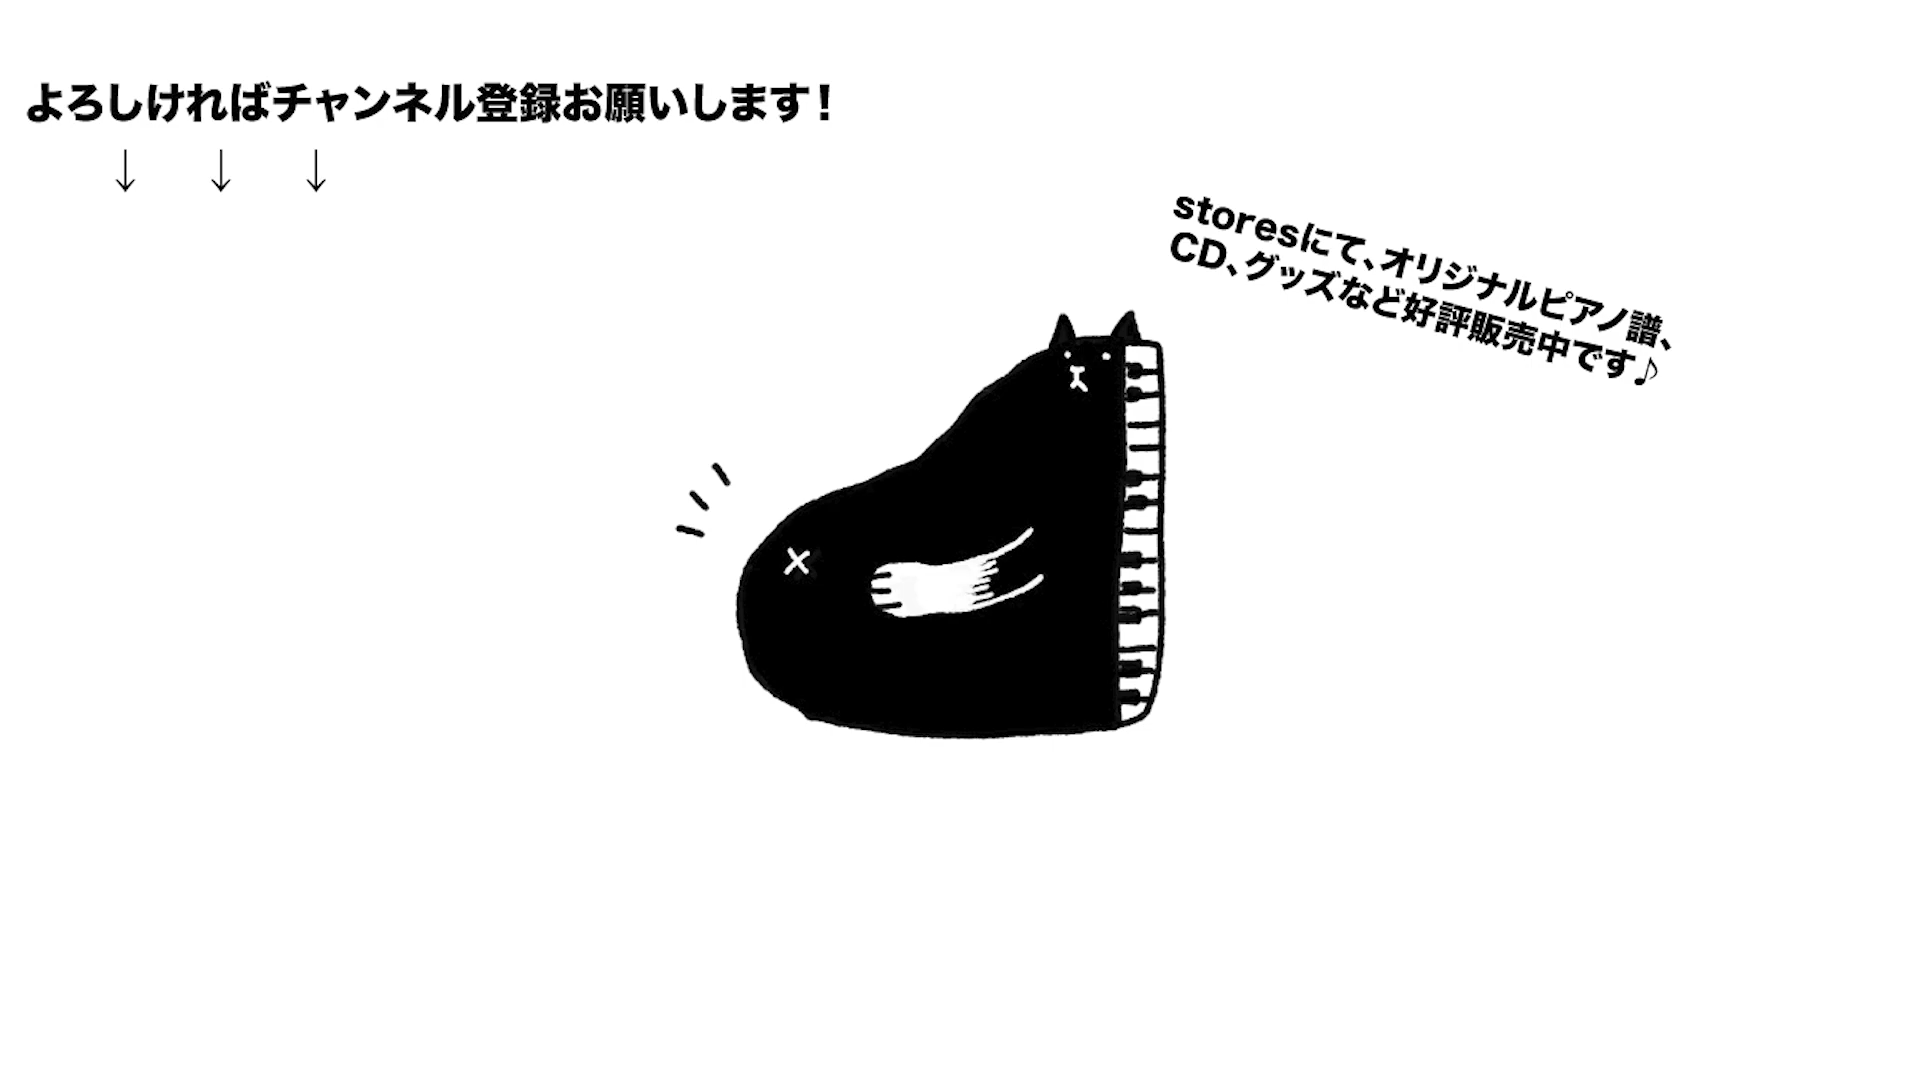 よろしければチャンネル登録お願いします！
↓ ↓ ↓
storesにて、オリジナルピアノ譜、
CD、グッズなど好評販売中です♪